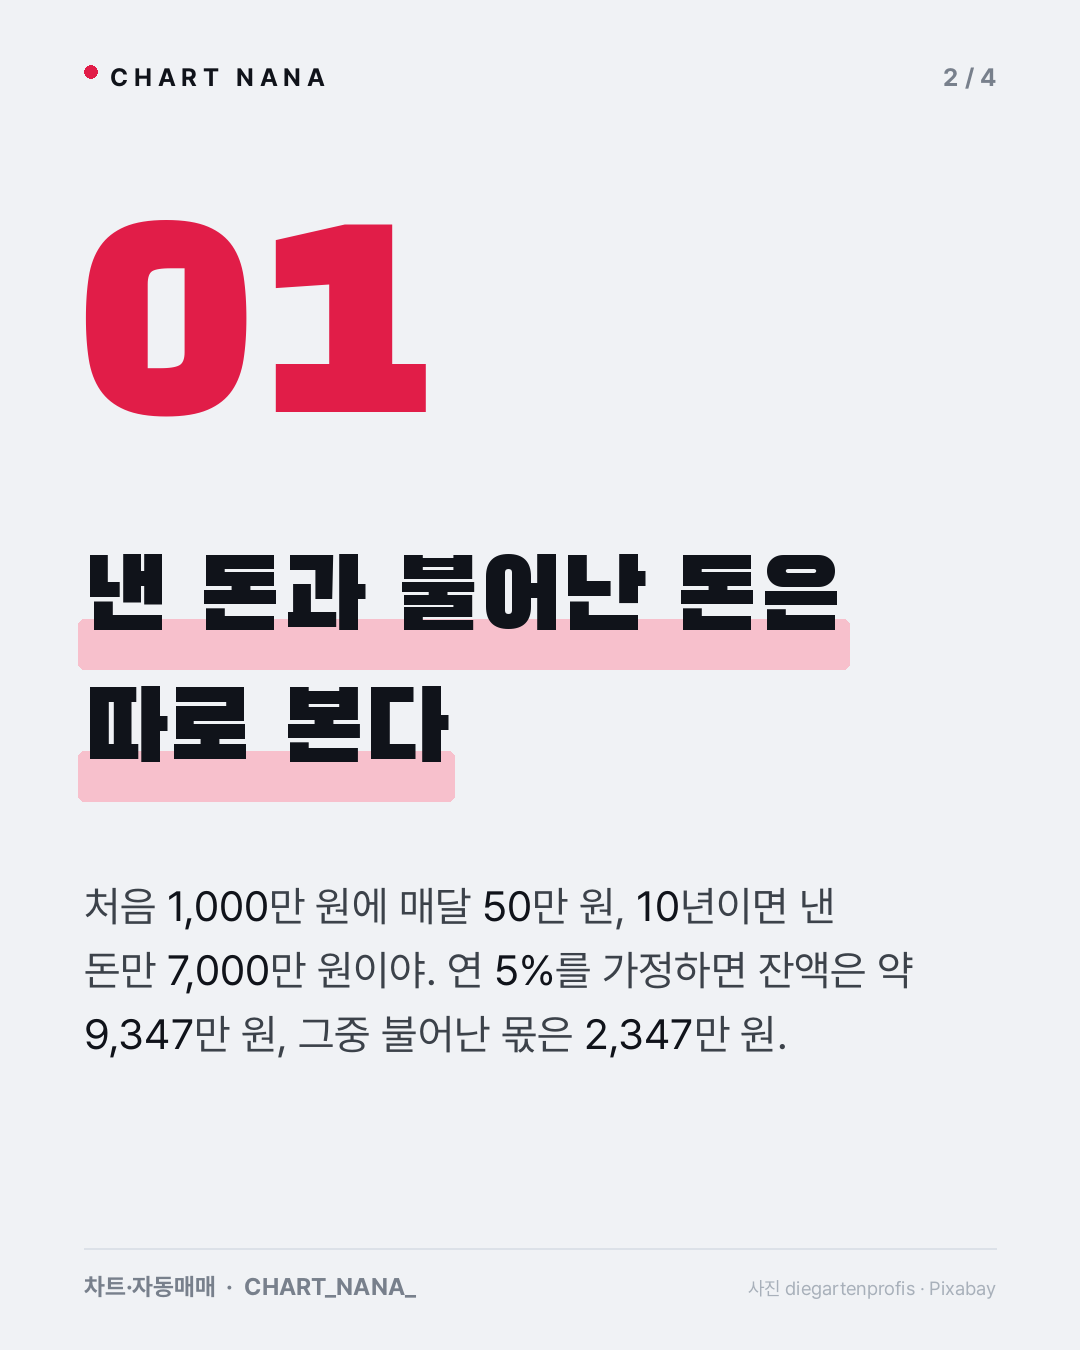 CHART NANA
2 / 4
01
낸 돈과 불어난 돈은
따로 본다
처음 1,000만 원에 매달 50만 원, 10년이면 낸
돈만 7,000만 원이야. 연 5%를 가정하면 잔액은 약
9,347만 원, 그중 불어난 몫은 2,347만 원.
차트·자동매매 · CHART_NANA_
사진 diegartenprofis · Pixabay